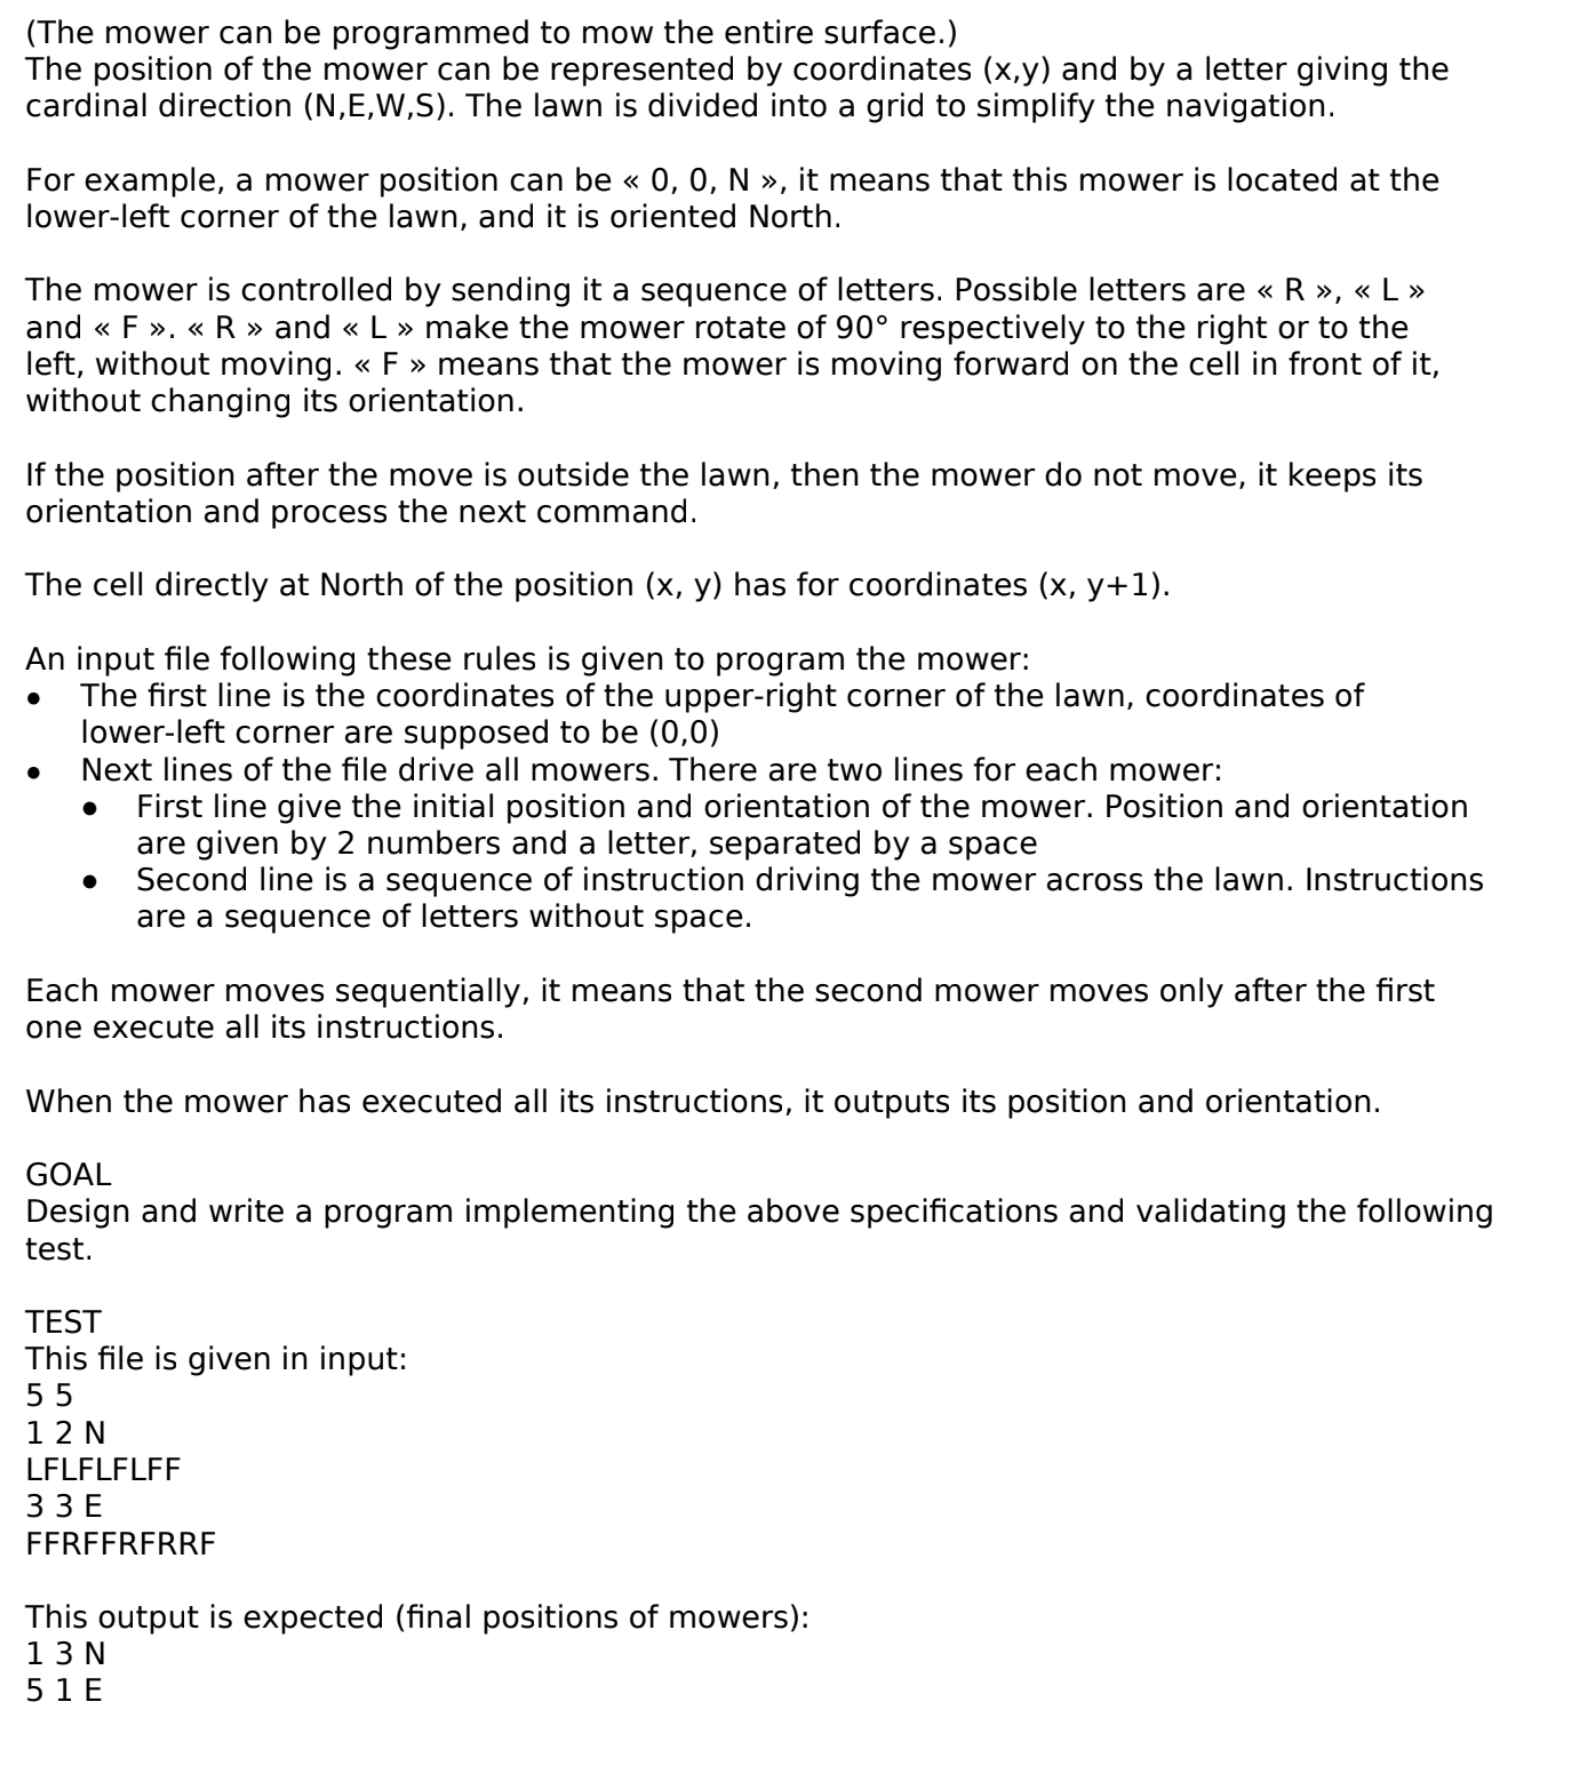 (The mower can be programmed to mow the entire surface.)
The position of the mower can be represented by coordinates (x,y) and by a letter giving the
cardinal direction (N,E,W,S). The lawn is divided into a grid to simplify the navigation.
For example, a mower position can be « 0, 0, N », it means that this mower is located at the
lower-left corner of the lawn, and it is oriented North.
The mower is controlled by sending it a sequence of letters. Possible letters are « R », « L »
and « F ». « R » and « L » make the mower rotate of 90° respectively to the right or to the
left, without moving. « F » means that the mower is moving forward on the cell in front of it,
without changing its orientation.
If the position after the move is outside the lawn, then the mower do not move, it keeps its
orientation and process the next command.
The cell directly at North of the position (x, y) has for coordinates (x, y+1).
An input file following these rules is given to program the mower:
• The first line is the coordinates of the upper-right corner of the lawn, coordinates of
lower-left corner are supposed to be (0,0)
• Next lines of the file drive all mowers. There are two lines for each mower:
• First line give the initial position and orientation of the mower. Position and orientation
are given by 2 numbers and a letter, separated by a space
• Second line is a sequence of instruction driving the mower across the lawn. Instructions
are a sequence of letters without space.
Each mower moves sequentially, it means that the second mower moves only after the first
one execute all its instructions.
When the mower has executed all its instructions, it outputs its position and orientation.
GOAL
Design and write a program implementing the above specifications and validating the following
test.
TEST
This file is given in input:
5 5
1 2 N
LFLFLFLFF
3 3 E
FFRFFRFRRF
This output is expected (final positions of mowers):
1 3 N
5 1 E